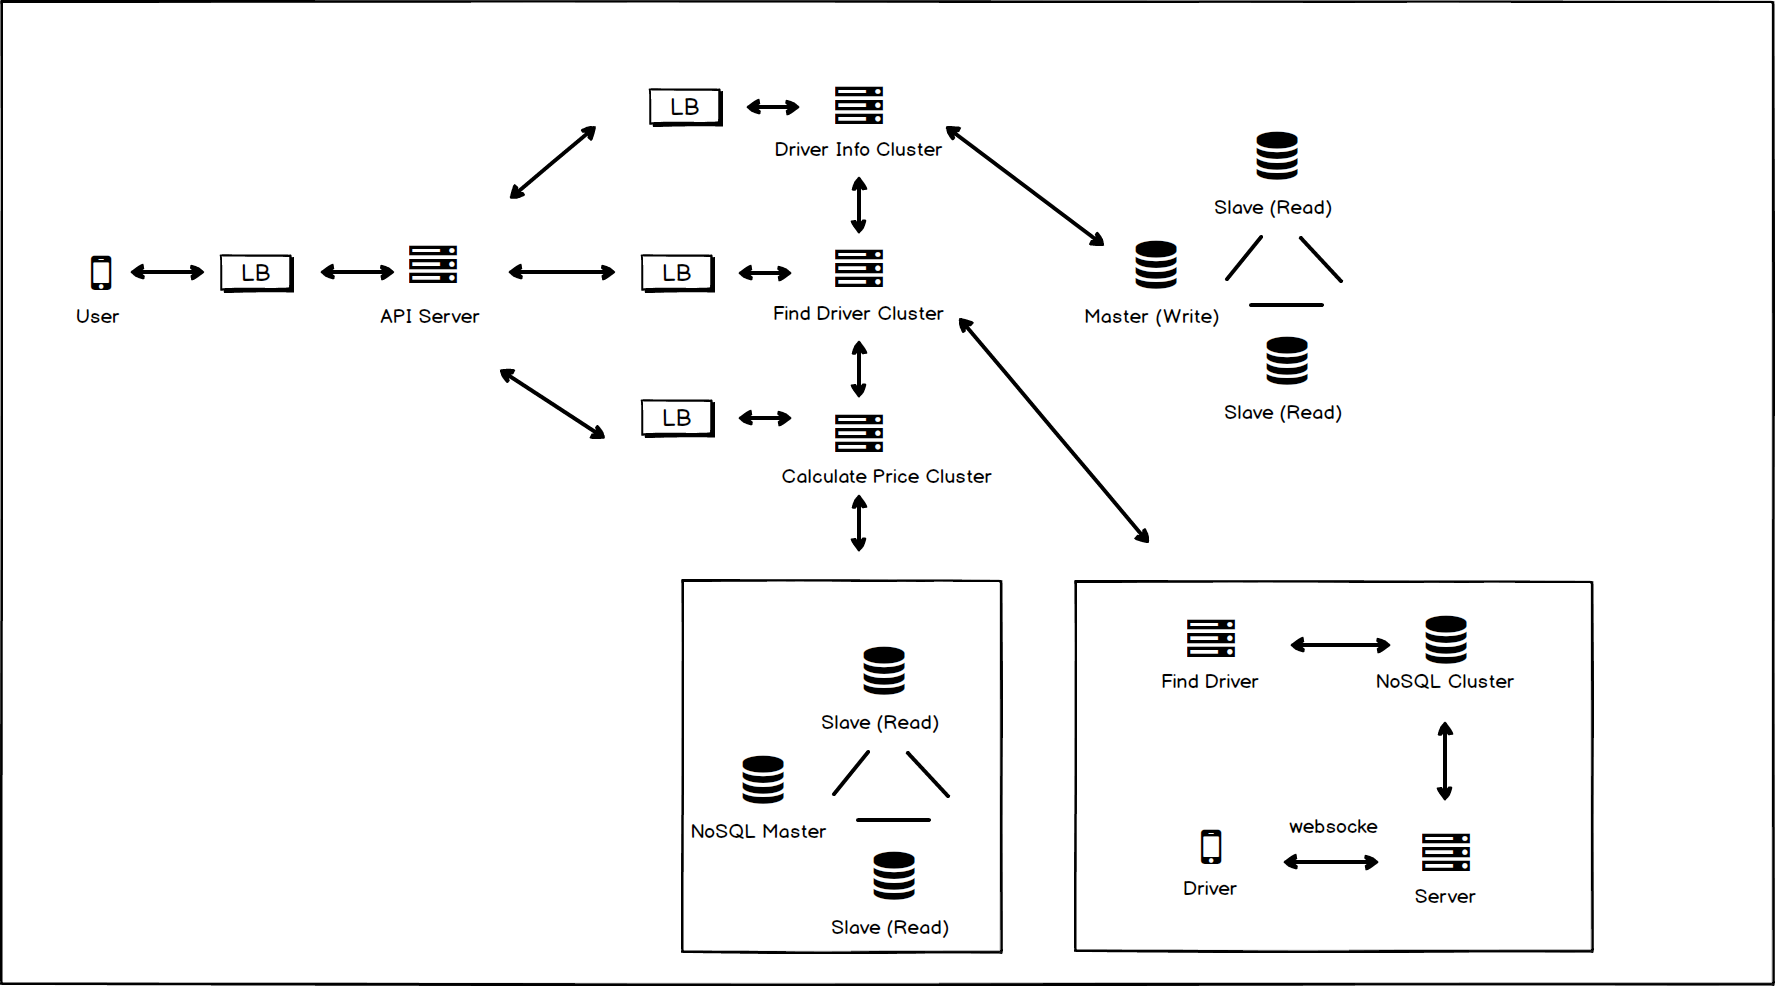 LB
Driver Info Cluster
Slave (Read)
User
LB
API Server
LB
Find Driver Cluster
Master (Write)
LB
Calculate Price Cluster
Slave (Read)
Slave (Read)
NoSQL Master
Slave (Read)
Find Driver
NoSQL Cluster
websocke
Driver
Server